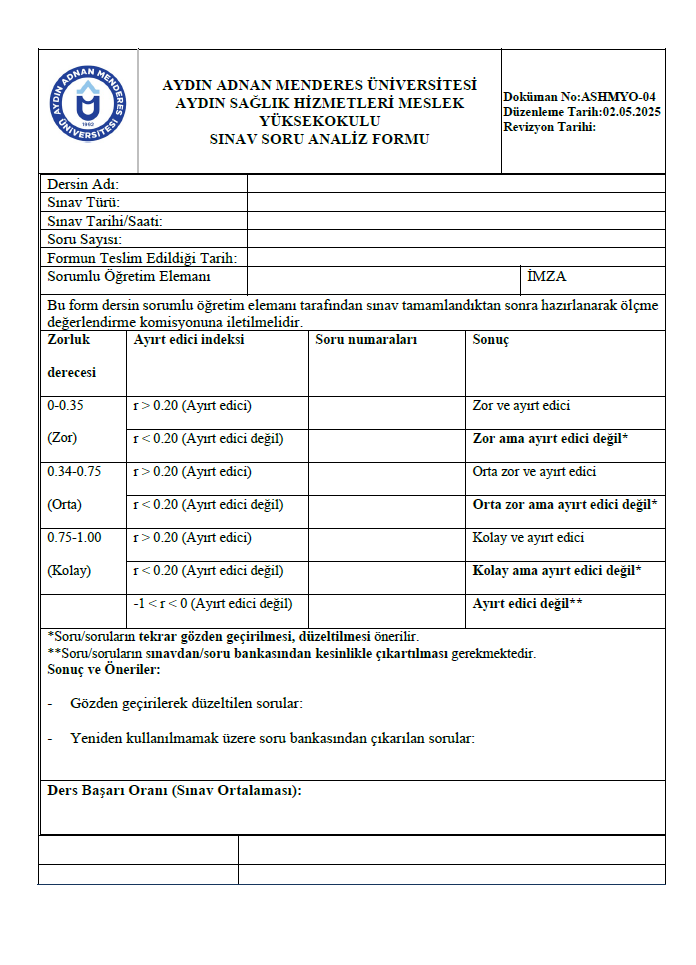 AYDIN ADNAN MENDERES
ÜNİVERSİTESİ
1992
AYDIN ADNAN MENDERES ÜNİVERSİTESİ
AYDIN SAĞLIK HİZMETLERİ MESLEK
YÜKSEKOKULU
SINAV SORU ANALİZ FORMU
Doküman No:ASHMYO-04
Düzenleme Tarih:02.05.2025
Revizyon Tarihi:
Dersin Adı:
Sınav Türü:
Sınav Tarihi/Saati:
Soru Sayısı:
Formun Teslim Edildiği Tarih:
Sorumlu Öğretim Elemanı
İMZA
Bu form dersin sorumlu öğretim elemanı tarafından sınav tamamlandıktan sonra hazırlanarak ölçme
değerlendirme komisyonuna iletilmelidir.
Zorluk
derecesi
Ayırt edici indeksi
Soru numaraları
Sonuç
0-0.35
(Zor)
r > 0.20 (Ayırt edici)
Zor ve ayırt edici
r < 0.20 (Ayırt edici değil)
Zor ama ayırt edici değil*
0.34-0.75
(Orta)
r > 0.20 (Ayırt edici)
Orta zor ve ayırt edici
r < 0.20 (Ayırt edici değil)
Orta zor ama ayırt edici değil*
0.75-1.00
(Kolay)
r > 0.20 (Ayırt edici)
Kolay ve ayırt edici
r < 0.20 (Ayırt edici değil)
Kolay ama ayırt edici değil*
-1 < r < 0 (Ayırt edici değil)
Ayırt edici değil**
*Soru/soruların tekrar gözden geçirilmesi, düzeltilmesi önerilir.
**Soru/soruların sınavdan/soru bankasından kesinlikle çıkartılması gerekmektedir.
Sonuç ve Öneriler:
- Gözden geçirilerek düzeltilen sorular:
- Yeniden kullanılmamak üzere soru bankasından çıkarılan sorular:
Ders Başarı Oranı (Sınav Ortalaması):